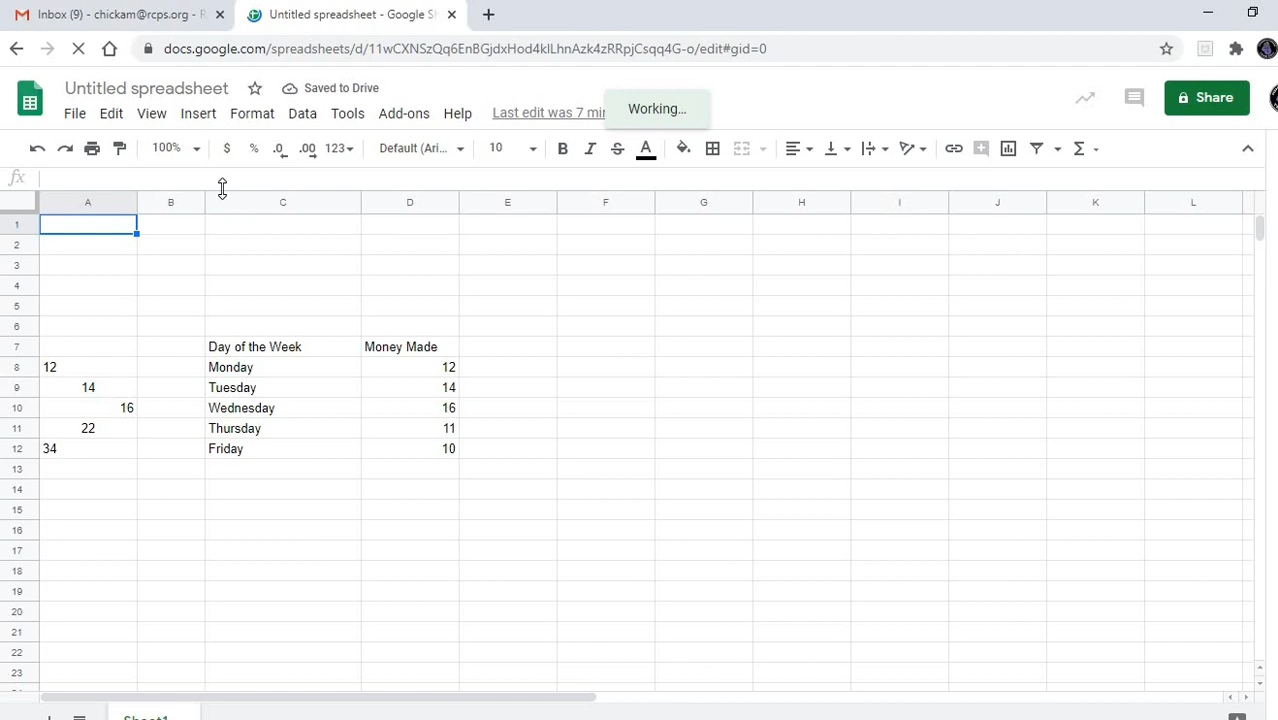 Inbox (9) - chickam@rcps.org - R
Untitled spreadsheet - Google Sh
docs.google.com/spreadsheets/d/11wCXNSzQq6EnBGjdxHod4kILhnAzk4zRRpjCsqq4G-o/edit#gid=0
Untitled spreadsheet
Saved to Drive
Working...
Share
File Edit View Insert Format Data Tools Add-ons Help Last edit was 7 min
100% $ % .0 .00 123 Default (Ari... 10 B I S A Σ
fx
A B C D E F G H I J K L
1
2
3
4
5
6
7 Day of the Week Money Made
8 12 Monday 12
9 14 Tuesday 14
10 16 Wednesday 16
11 22 Thursday 11
12 34 Friday 10
13
14
15
16
17
18
19
20
21
22
23
Sheet1